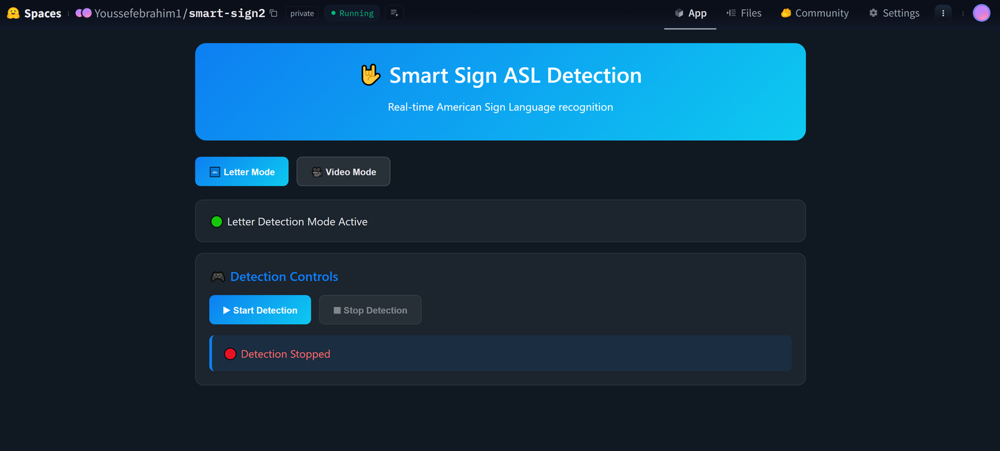 Spaces Youssefebrahim1/smart-sign2 private Running App Files Community Settings
Smart Sign ASL Detection
Real-time American Sign Language recognition
Letter Mode Video Mode
Letter Detection Mode Active
Detection Controls
Start Detection Stop Detection
Detection Stopped